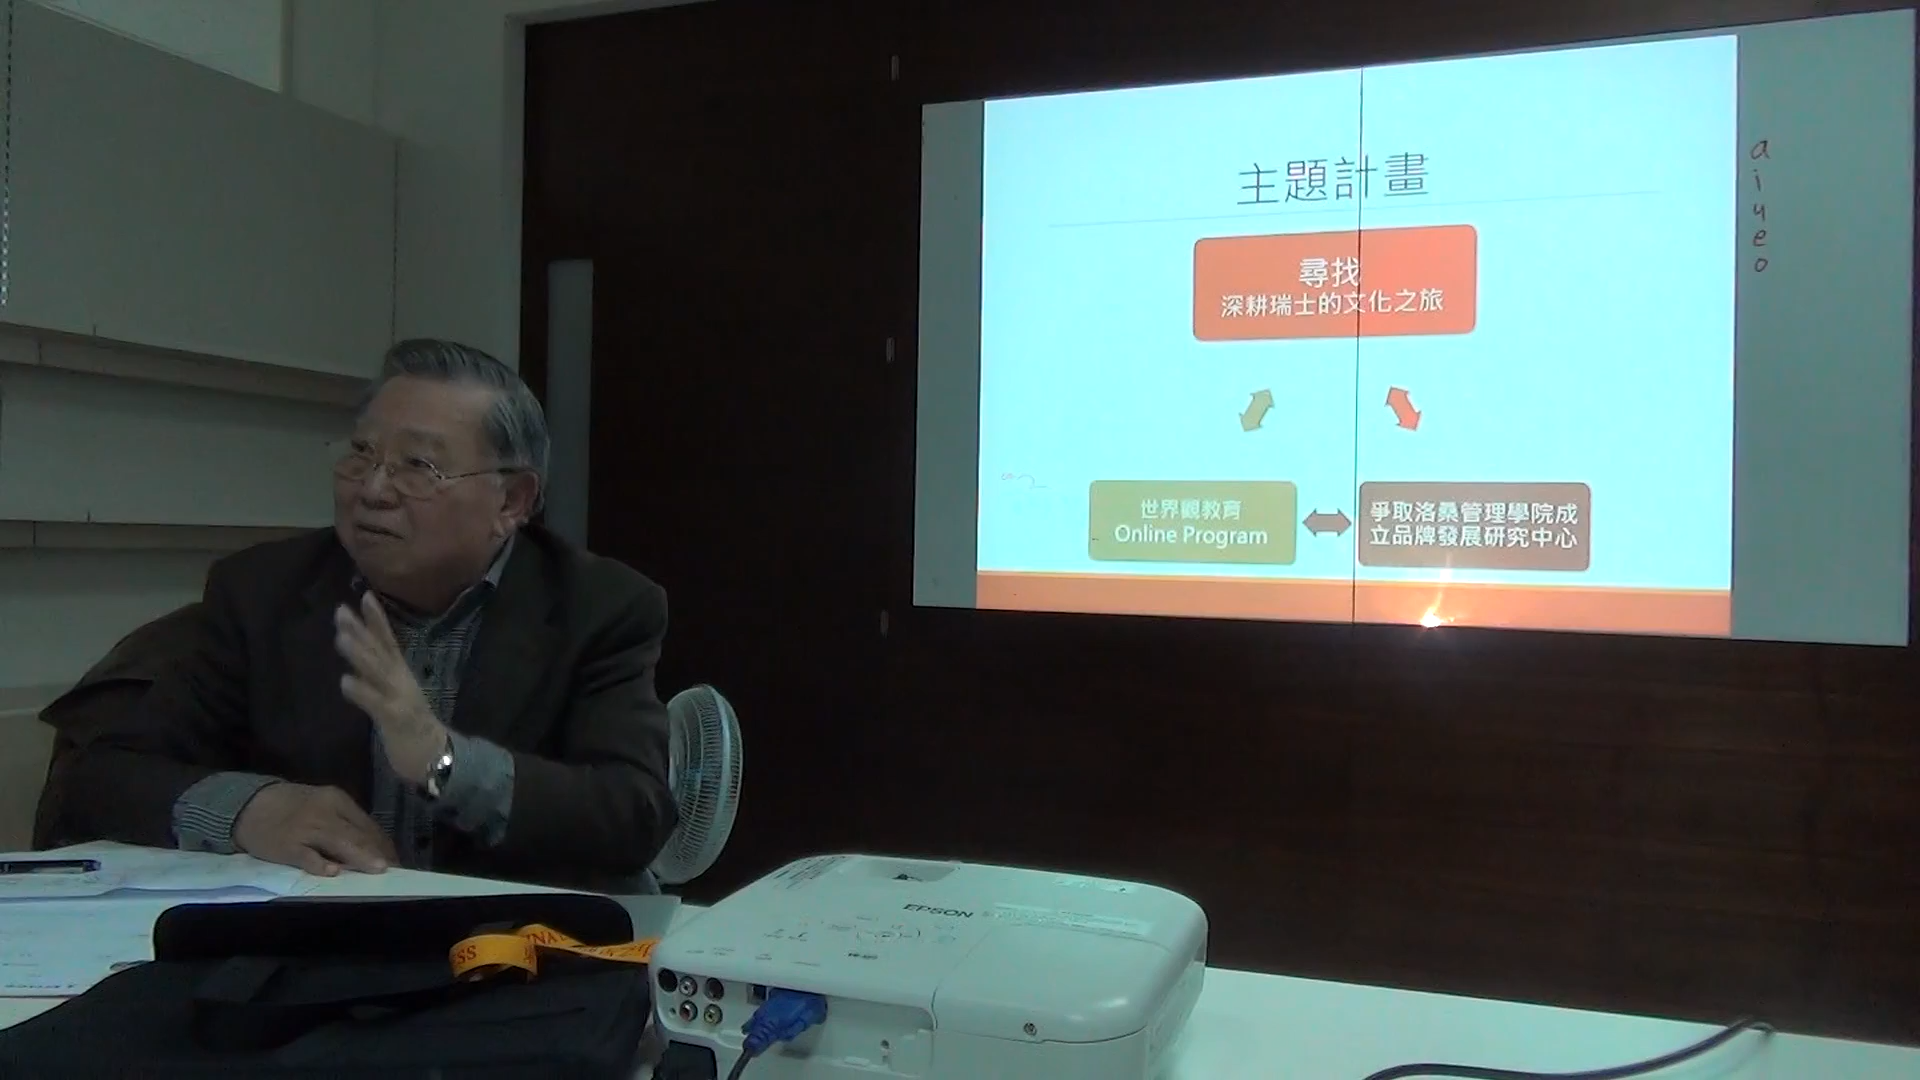 主題計畫
尋找
深耕瑞士的文化之旅
世界觀教育
Online Program
爭取洛桑管理學院成
立品牌發展研究中心
a
i
u
e
o
EPSON